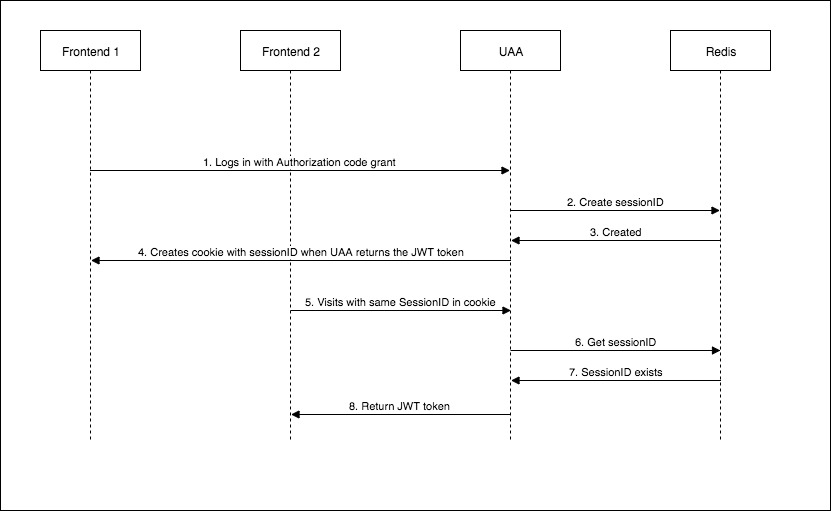 Frontend 1
Frontend 2
UAA
Redis
1. Logs in with Authorization code grant
2. Create sessionID
3. Created
4. Creates cookie with sessionID when UAA returns the JWT token
5. Visits with same SessionID in cookie
6. Get sessionID
7. SessionID exists
8. Return JWT token